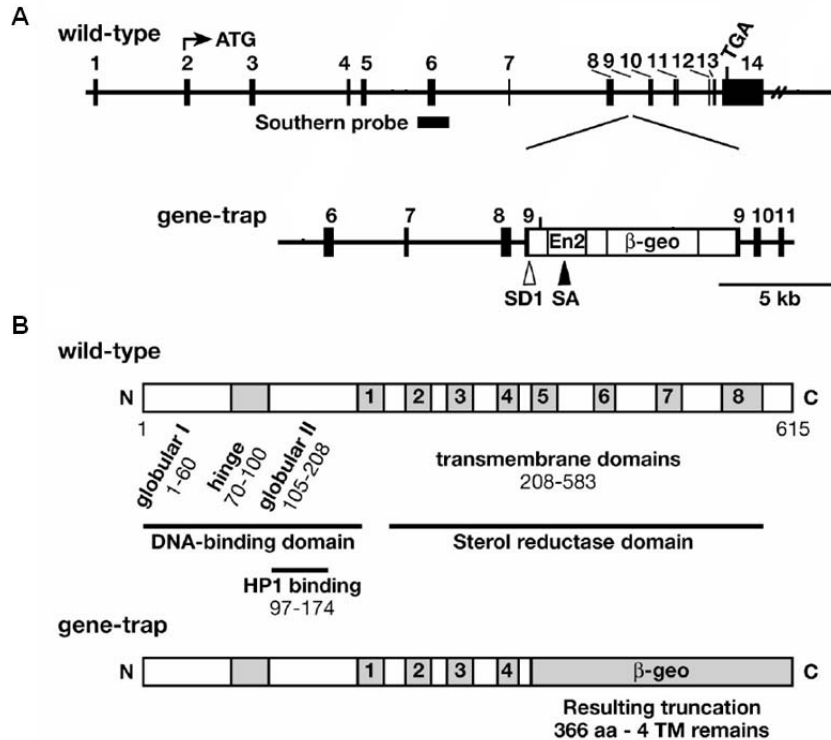 A
wild-type
ATG
TGA
1 2 3 4 5 6 7 8 9 10 11 12 13 14
Southern probe
gene-trap
6 7 8 9 9 10 11
En2 β-geo
SD1 SA
5 kb
B
wild-type
N 1 2 3 4 5 6 7 8 C
1 615
globular I
1-60
hinge
70-100
globular II
105-208
transmembrane domains
208-583
DNA-binding domain
Sterol reductase domain
HP1 binding
97-174
gene-trap
N 1 2 3 4 β-geo C
Resulting truncation
366 aa - 4 TM remains